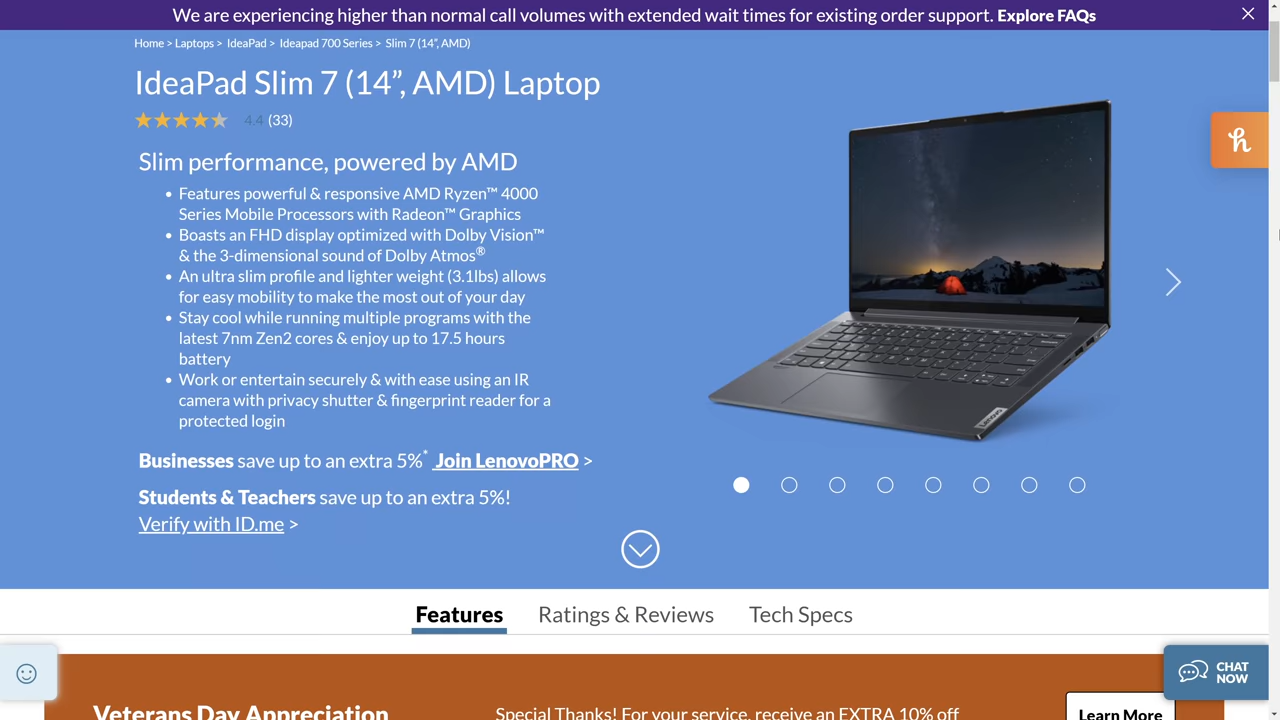 We are experiencing higher than normal call volumes with extended wait times for existing order support. Explore FAQs
Home > Laptops > IdeaPad > Ideapad 700 Series > Slim 7 (14”, AMD)
IdeaPad Slim 7 (14”, AMD) Laptop
4.4 (33)
Slim performance, powered by AMD
• Features powerful & responsive AMD Ryzen™ 4000
Series Mobile Processors with Radeon™ Graphics
• Boasts an FHD display optimized with Dolby Vision™
& the 3-dimensional sound of Dolby Atmos®
• An ultra slim profile and lighter weight (3.1lbs) allows
for easy mobility to make the most out of your day
• Stay cool while running multiple programs with the
latest 7nm Zen2 cores & enjoy up to 17.5 hours
battery
• Work or entertain securely & with ease using an IR
camera with privacy shutter & fingerprint reader for a
protected login
Businesses save up to an extra 5%* Join LenovoPRO >
Students & Teachers save up to an extra 5%!
Verify with ID.me >
Lenovo
Features Ratings & Reviews Tech Specs
CHAT
NOW
Veterans Day Appreciation
Special Thanks! For your service, receive an EXTRA 10% off
Learn More